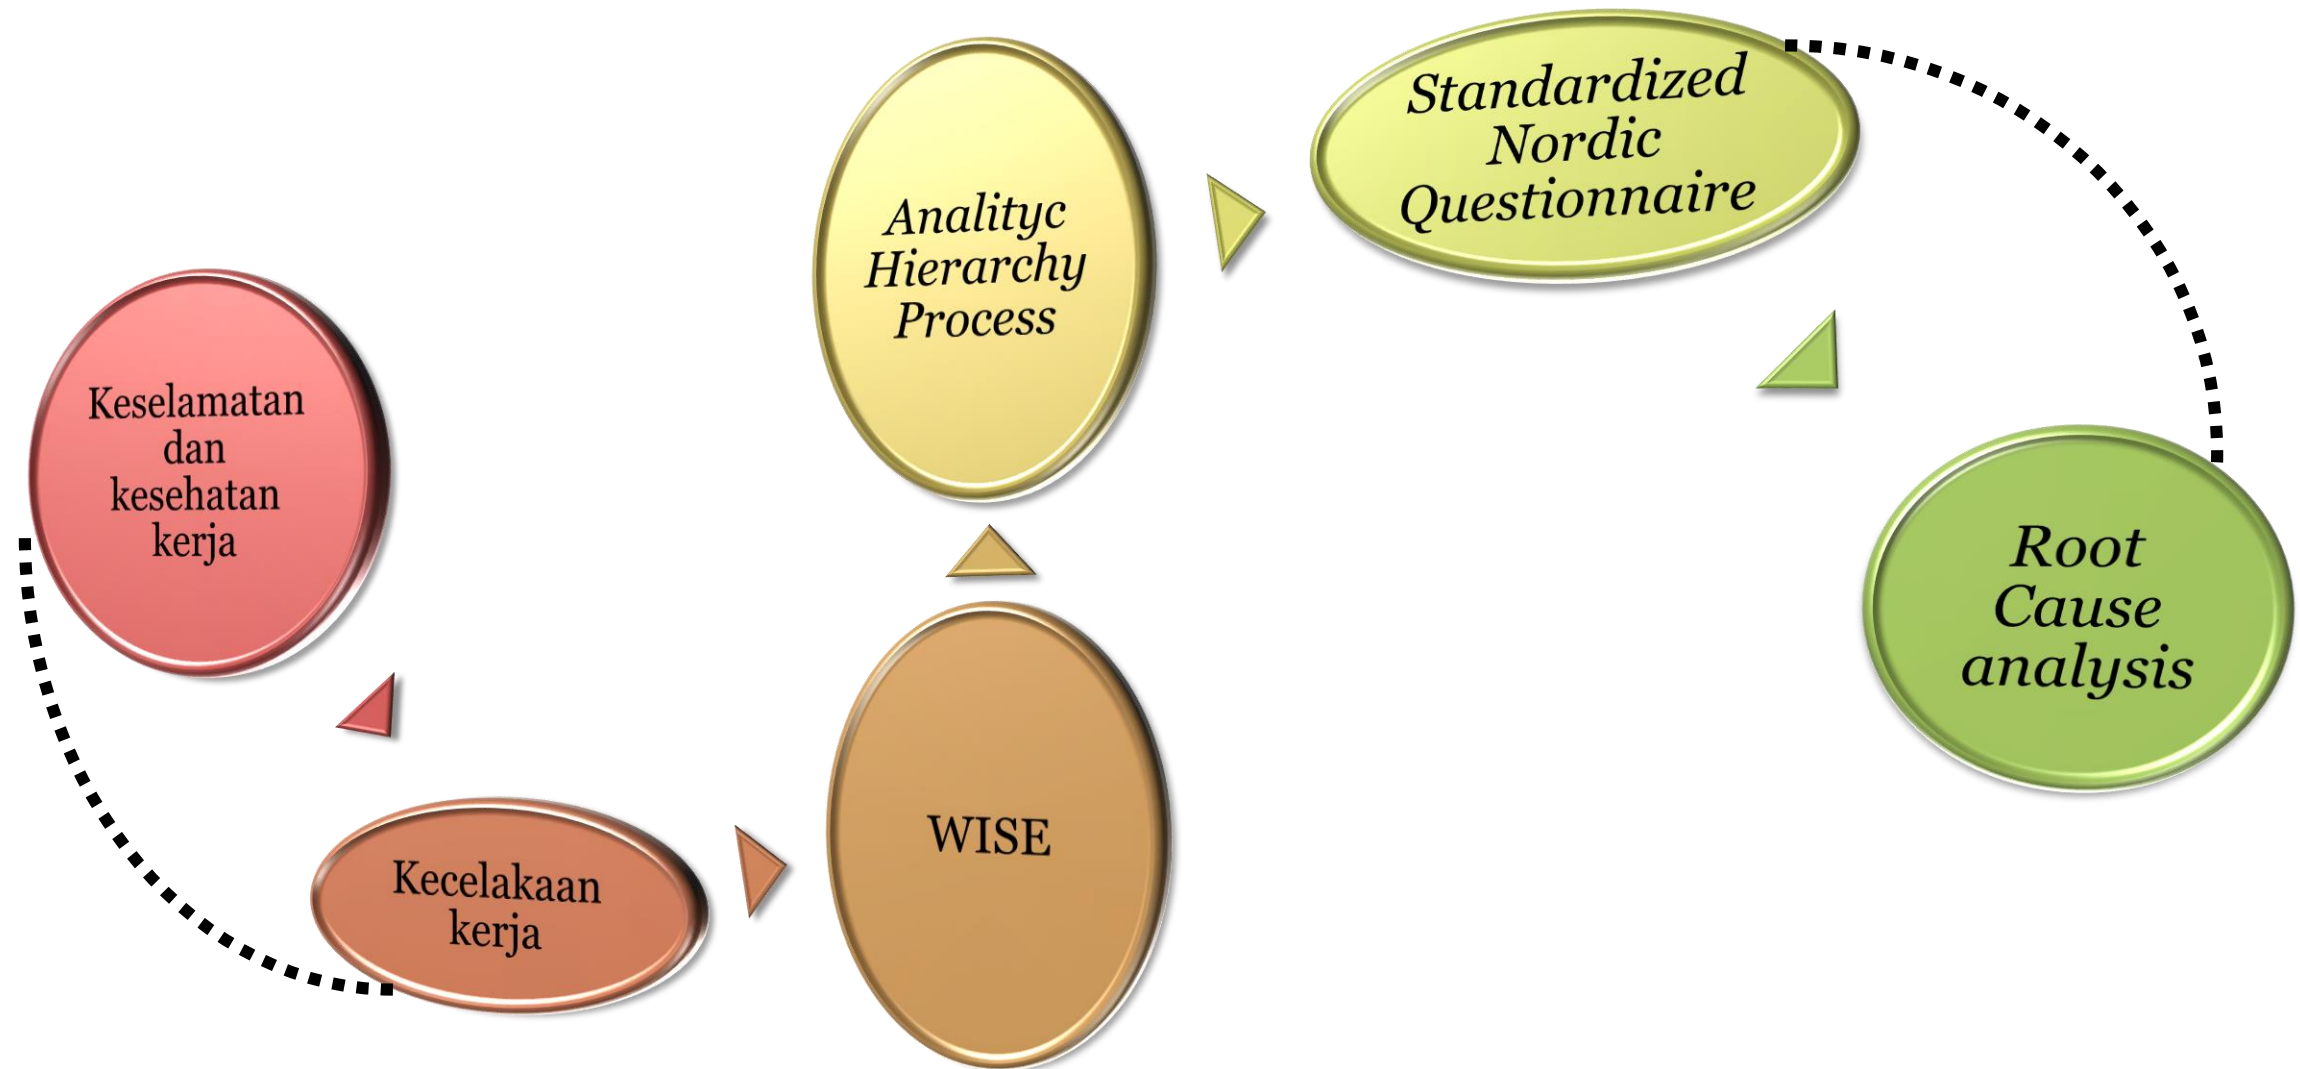 Keselamatan
dan
kesehatan
kerja
Kecelakaan
kerja
WISE
Analityc
Hierarchy
Process
Standardized
Nordic
Questionnaire
Root
Cause
analysis